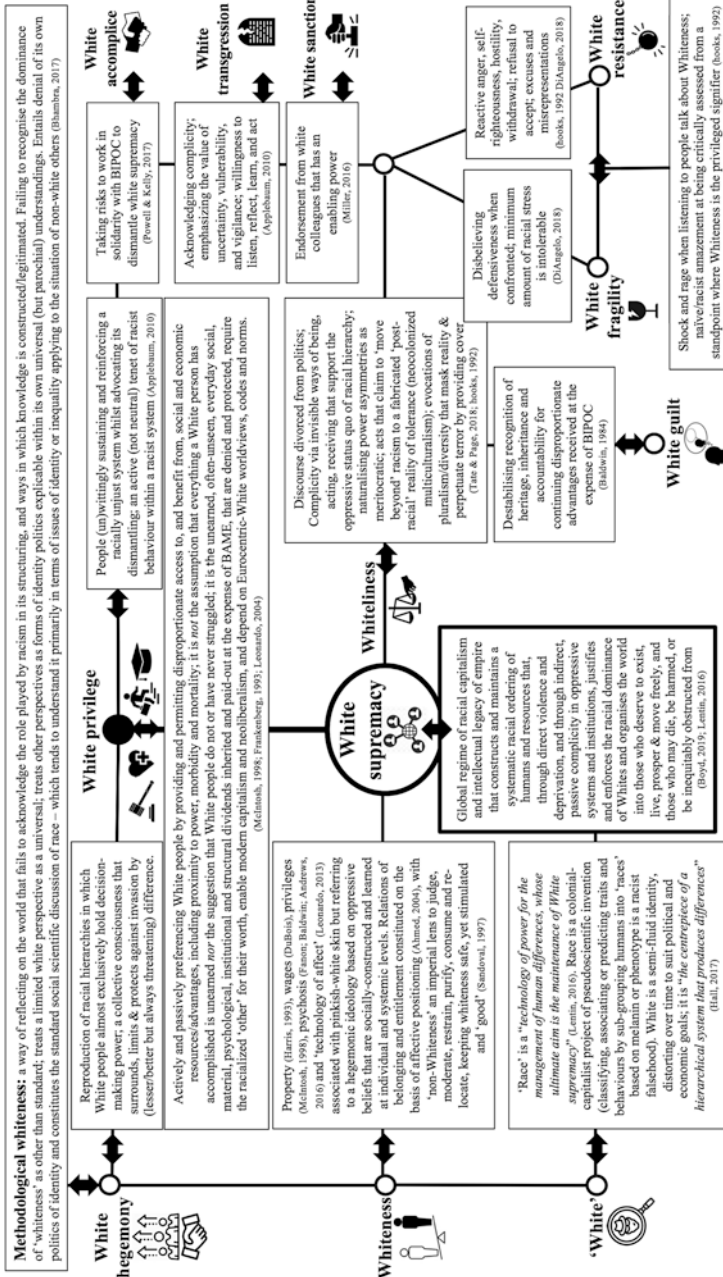 Methodological whiteness: a way of reflecting on the world that fails to acknowledge the role played by racism in its structuring, and ways in which knowledge is constructed/legitimated. Failing to recognise the dominance
of 'whiteness' as other than standard; treats a limited white perspective as a universal; treats other perspectives as forms of identity politics explicable within its own universal (but parochial) understandings. Entails denial of its own
politics of identity and constitutes the standard social scientific discussion of race – which tends to understand it primarily in terms of issues of identity or inequality applying to the situation of non-white others (Bhambra, 2017)
White
hegemony
Reproduction of racial hierarchies in which
White people almost exclusively hold decision-
making power; a collective consciousness that
surrounds, limits & protects against invasion by
(lesser/better but always threatening) difference.
White privilege
People (un)wittingly sustaining and reinforcing a
racially unjust system whilst advocating its
dismantling; an active (not neutral) tenet of racist
behaviour within a racist system (Applebaum, 2010)
Taking risks to work in
solidarity with BIPOC to
dismantle white supremacy
(Powell & Kelly, 2017)
White
accomplice
Actively and passively preferencing White people by providing and permitting disproportionate access to, and benefit from, social and economic
resources/advantages, including proximity to power, morbidity and mortality; it is not the assumption that everything a White person has
accomplished is unearned nor the suggestion that White people do not or have never struggled; it is the unearned, often-unseen, everyday social,
material, psychological, institutional and structural dividends inherited and paid-out at the expense of BAME, that are denied and protected, require
the racialized 'other' for their worth, enable modern capitalism and neoliberalism, and depend on Eurocentric-White worldviews, codes and norms.
(McIntosh, 1998; Frankenberg, 1993; Leonardo, 2004)
Acknowledging complicity;
emphasizing the value of
uncertainty, vulnerability,
and vigilance; willingness to
listen, reflect, learn, and act
(Applebaum, 2010)
White
transgression
Endorsement from white
colleagues that has an
enabling power
(Miller, 2016)
White sanction
Whiteness
Property (Harris, 1993), wages (DuBois), privileges
(McIntosh, 1998), psychosis (Fanon; Baldwin; Andrews,
2016) and 'technology of affect' (Leonardo, 2013)
associated with pinkish-white skin but referring
to a hegemonic ideology based on oppressive
beliefs that are socially-constructed and learned
at individual and systemic levels. Relations of
belonging and entitlement constituted on the
basis of affective positioning (Ahmed, 2004), with
'non-Whiteness' an imperial lens to judge,
moderate, restrain, purify, consume and re-
locate, keeping whiteness safe, yet stimulated
and 'good' (Sandoval, 1997)
White
supremacy
Whiteliness
Discourse divorced from politics;
Complicity via invisible ways of being,
acting, receiving that support the
oppressive status quo of racial hierarchy;
naturalising power asymmetries as
meritocratic; acts that claim to 'move
beyond' racism to a fabricated 'post-
racial' reality of tolerance (neocolonized
multiculturalism); evocations of
pluralism/diversity that mask reality &
perpetuate terror by providing cover
(Tate & Page, 2018; hooks, 1992)
Disbelieving
defensiveness when
confronted; minimum
amount of racial stress
is intolerable
(DiAngelo, 2018)
Reactive anger, self-
righteousness, hostility,
withdrawal; refusal to
accept; excuses and
misrepresentations
(hooks, 1992 DiAngelo, 2018)
White
fragility
White
resistance
'White'
'Race' is a "technology of power for the
management of human differences, whose
ultimate aim is the maintenance of White
supremacy" (Lentin, 2016). Race is a colonial-
capitalist project of pseudoscientific invention
(classifying, associating or predicting traits and
behaviours by sub-grouping humans into 'races'
based on melanin or phenotype is a racist
falsehood). White is a semi-fluid identity,
distorting over time to suit political and
economic goals; it is "the centrepiece of a
hierarchical system that produces differences"
(Hall, 2017)
Global regime of racial capitalism
and intellectual legacy of empire
that constructs and maintains a
systematic racial ordering of
humans and resources that,
through direct violence and
deprivation, and through indirect,
passive complicity in oppressive
systems and institutions, justifies
and enforces the racial dominance
of Whites and organises the world
into those who deserve to exist,
live, prosper & move freely, and
those who may die, be harmed, or
be inequitably obstructed from
(Boyd, 2019; Lentin, 2016)
Destabilising recognition of
heritage, inheritance and
accountability for
continuing disproportionate
advantages received at the
expense of BIPOC
(Baldwin, 1984)
White guilt
Shock and rage when listening to people talk about Whiteness;
naïve/racist amazement at being critically assessed from a
standpoint where Whiteness is the privileged signifier (hooks, 1992)